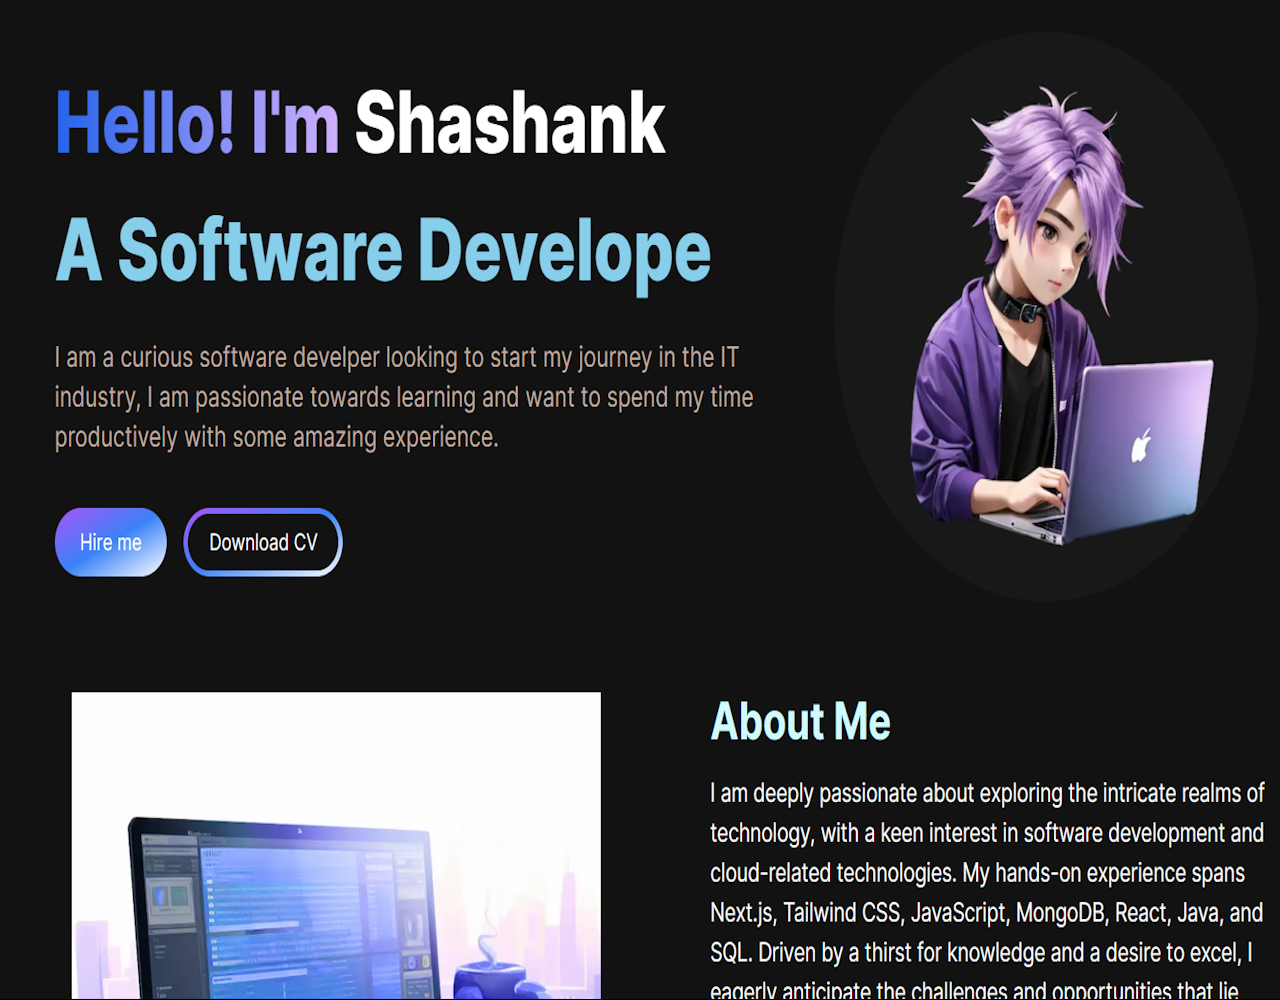 Hello! I'm Shashank
A Software Develope
I am a curious software develper looking to start my journey in the IT
industry, I am passionate towards learning and want to spend my time
productively with some amazing experience.
Hire me
Download CV
About Me
I am deeply passionate about exploring the intricate realms of
technology, with a keen interest in software development and
cloud-related technologies. My hands-on experience spans
Next.js, Tailwind CSS, JavaScript, MongoDB, React, Java, and
SQL. Driven by a thirst for knowledge and a desire to excel, I
eagerly anticipate the challenges and opportunities that lie